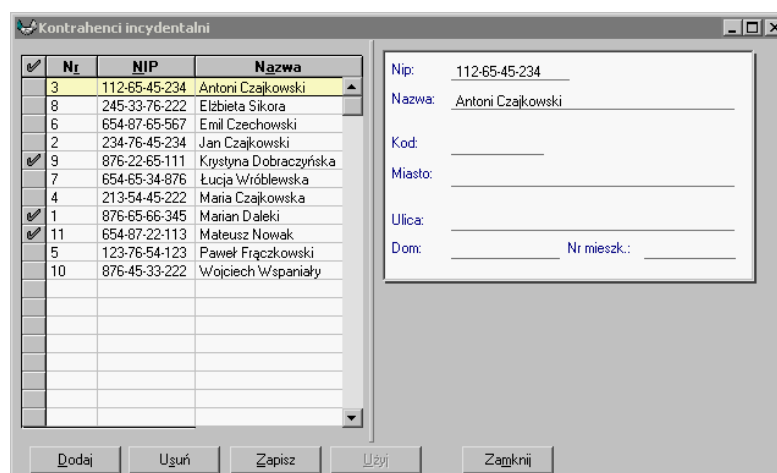 Kontrahenci incydentalni
Nr NIP Nazwa
3 112-65-45-234 Antoni Czajkowski
8 245-33-76-222 Elżbieta Sikora
6 654-87-65-567 Emil Czechowski
2 234-76-45-234 Jan Czajkowski
9 876-22-65-111 Krystyna Dobraczyńska
7 654-65-34-876 Łucja Wróblewska
4 213-54-45-222 Maria Czajkowska
1 876-65-66-345 Marian Daleki
11 654-87-22-113 Mateusz Nowak
5 123-76-54-123 Paweł Frączkowski
10 876-45-33-222 Wojciech Wspaniały
Nip: 112-65-45-234
Nazwa: Antoni Czajkowski
Kod:
Miasto:
Ulica:
Dom: Nr mieszk.:
Dodaj Usuń Zapisz Użyj Zamknij